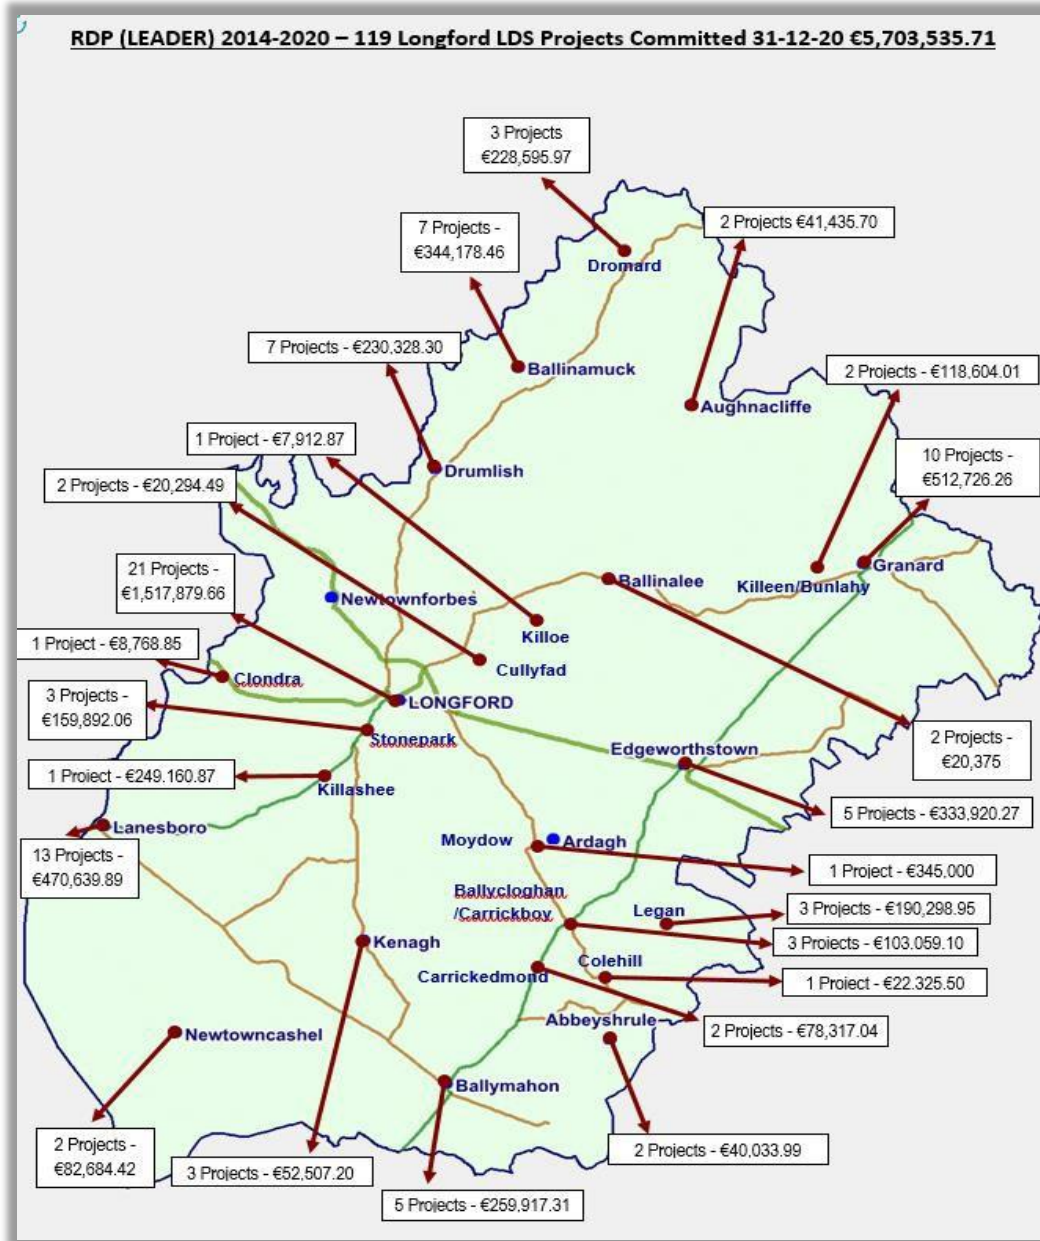 RDP (LEADER) 2014-2020 – 119 Longford LDS Projects Committed 31-12-20 €5,703,535.71
3 Projects
€228,595.97
7 Projects -
€344,178.46
2 Projects €41,435.70
Dromard
7 Projects - €230,328.30
Ballinamuck
2 Projects - €118,604.01
Aughnacliffe
1 Project - €7,912.87
10 Projects -
€512,726.26
Drumlish
2 Projects - €20,294.49
21 Projects -
€1,517,879.66
Newtownforbes
Ballinalee
Killeen/Bunlahy
Granard
Killoe
1 Project - €8,768.85
Cullyfad
Clondra
3 Projects -
€159,892.06
LONGFORD
Stonepark
2 Projects -
€20,375
Edgeworthstown
1 Project - €249.160.87
Killashee
5 Projects - €333,920.27
Lanesboro
Moydow
Ardagh
13 Projects -
€470,639.89
1 Project - €345,000
Ballycloghan
/Carrickboy
Legan
3 Projects - €190,298.95
Kenagh
3 Projects - €103.059.10
Colehill
Carrickedmond
1 Project - €22.325.50
Abbeyshrule
2 Projects - €78,317.04
Newtowncashel
Ballymahon
2 Projects -
€82,684.42
2 Projects - €40,033.99
3 Projects - €52,507.20
5 Projects - €259,917.31